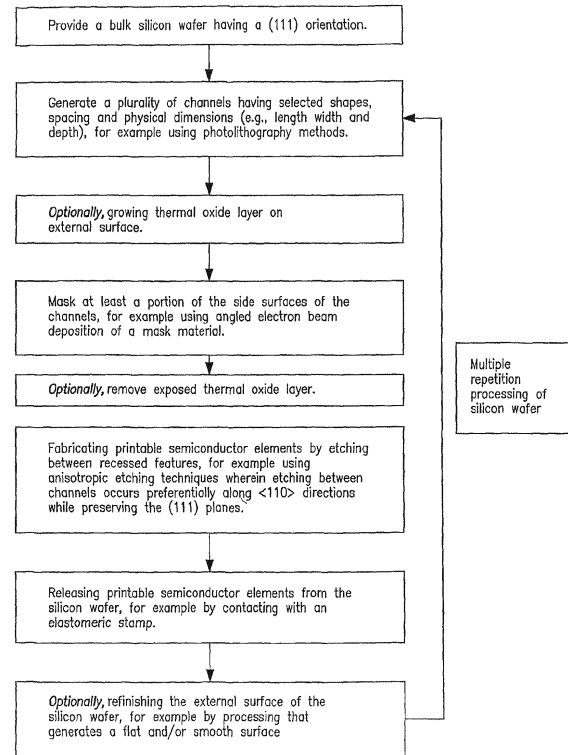 Provide a bulk silicon wafer having a (111) orientation.
Generate a plurality of channels having selected shapes,
spacing and physical dimensions (e.g., length width and
depth), for example using photolithography methods.
Optionally, growing thermal oxide layer on
external surface.
Mask at least a portion of the side surfaces of the
channels, for example using angled electron beam
deposition of a mask material.
Optionally, remove exposed thermal oxide layer.
Fabricating printable semiconductor elements by etching
between recessed features, for example using
anisotropic etching techniques wherein etching between
channels occurs preferentially along <110> directions
while preserving the (111) planes.
Releasing printable semiconductor elements from the
silicon wafer, for example by contacting with an
elastomeric stamp.
Optionally, refinishing the external surface of the
silicon wafer, for example by processing that
generates a flat and/or smooth surface
Multiple
repetition
processing of
silicon wafer